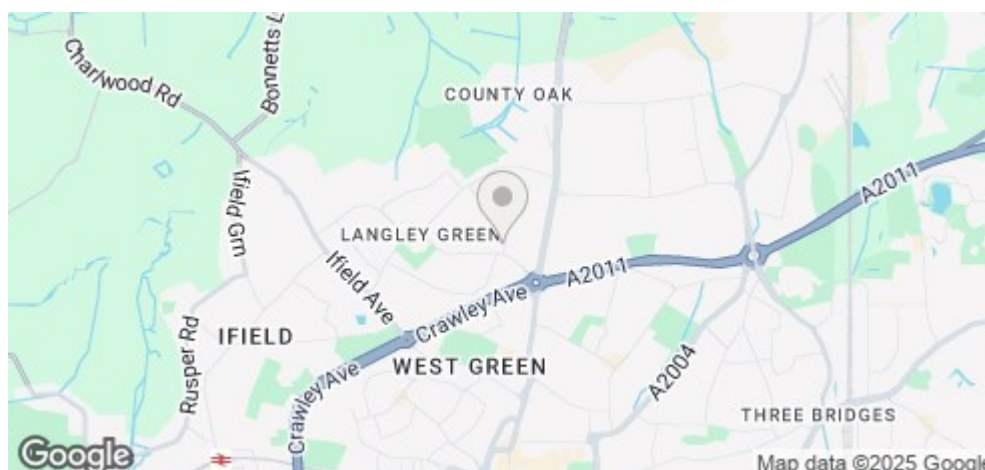 Charlwood Rd
Bonnetts L
COUNTY OAK
A2011
Ifield Grn
LANGLEY GREEN
Ifield Ave
A2011
Crawley Ave
Rusper Rd
IFIELD
WEST GREEN
A2004
Crawley Ave
THREE BRIDGES
Google
Map data ©2025 Google